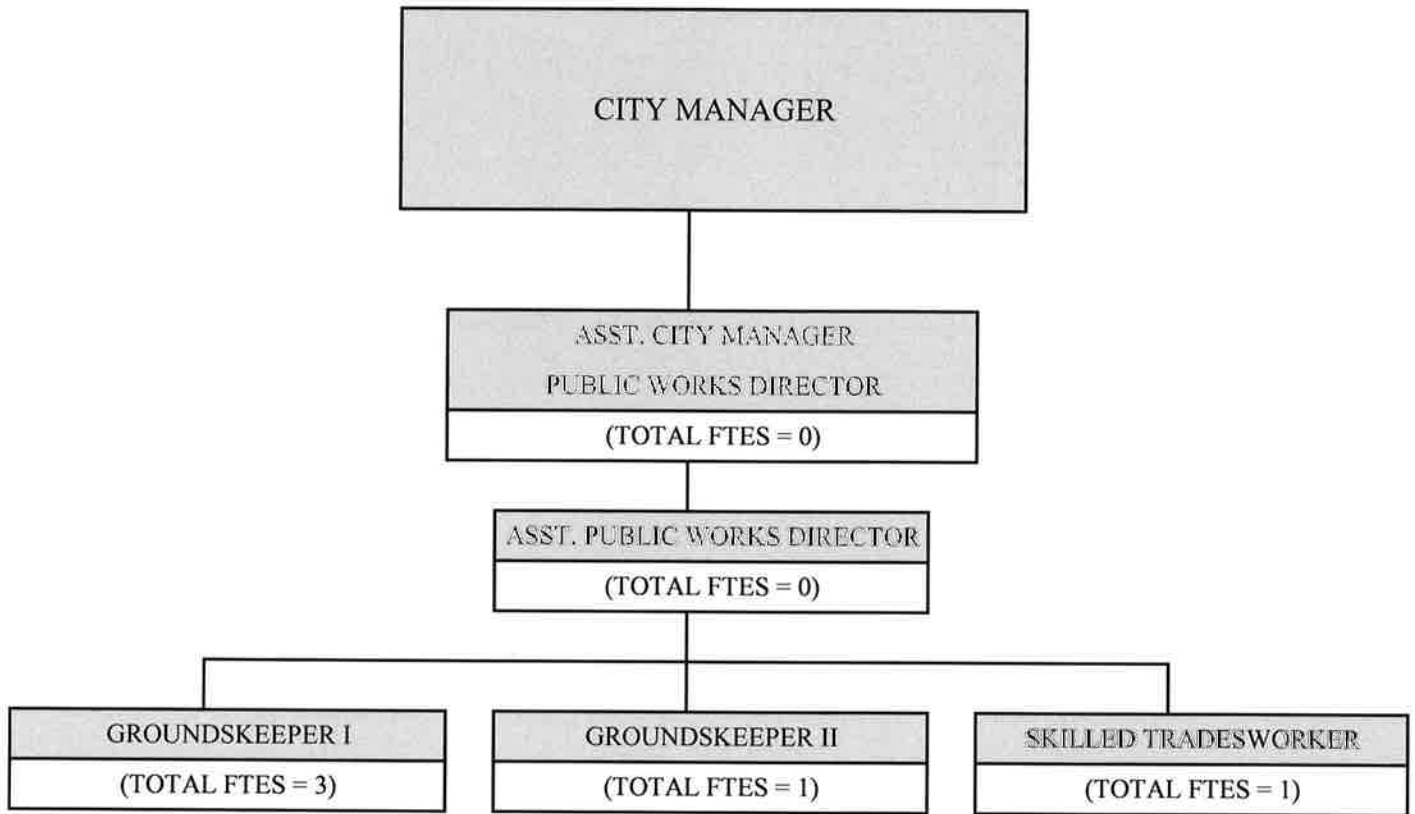 CITY MANAGER
ASST. CITY MANAGER
PUBLIC WORKS DIRECTOR
(TOTAL FTES = 0)
ASST. PUBLIC WORKS DIRECTOR
(TOTAL FTES = 0)
GROUNDSKEEPER I
(TOTAL FTES = 3)
GROUNDSKEEPER II
(TOTAL FTES = 1)
SKILLED TRADESWORKER
(TOTAL FTES = 1)